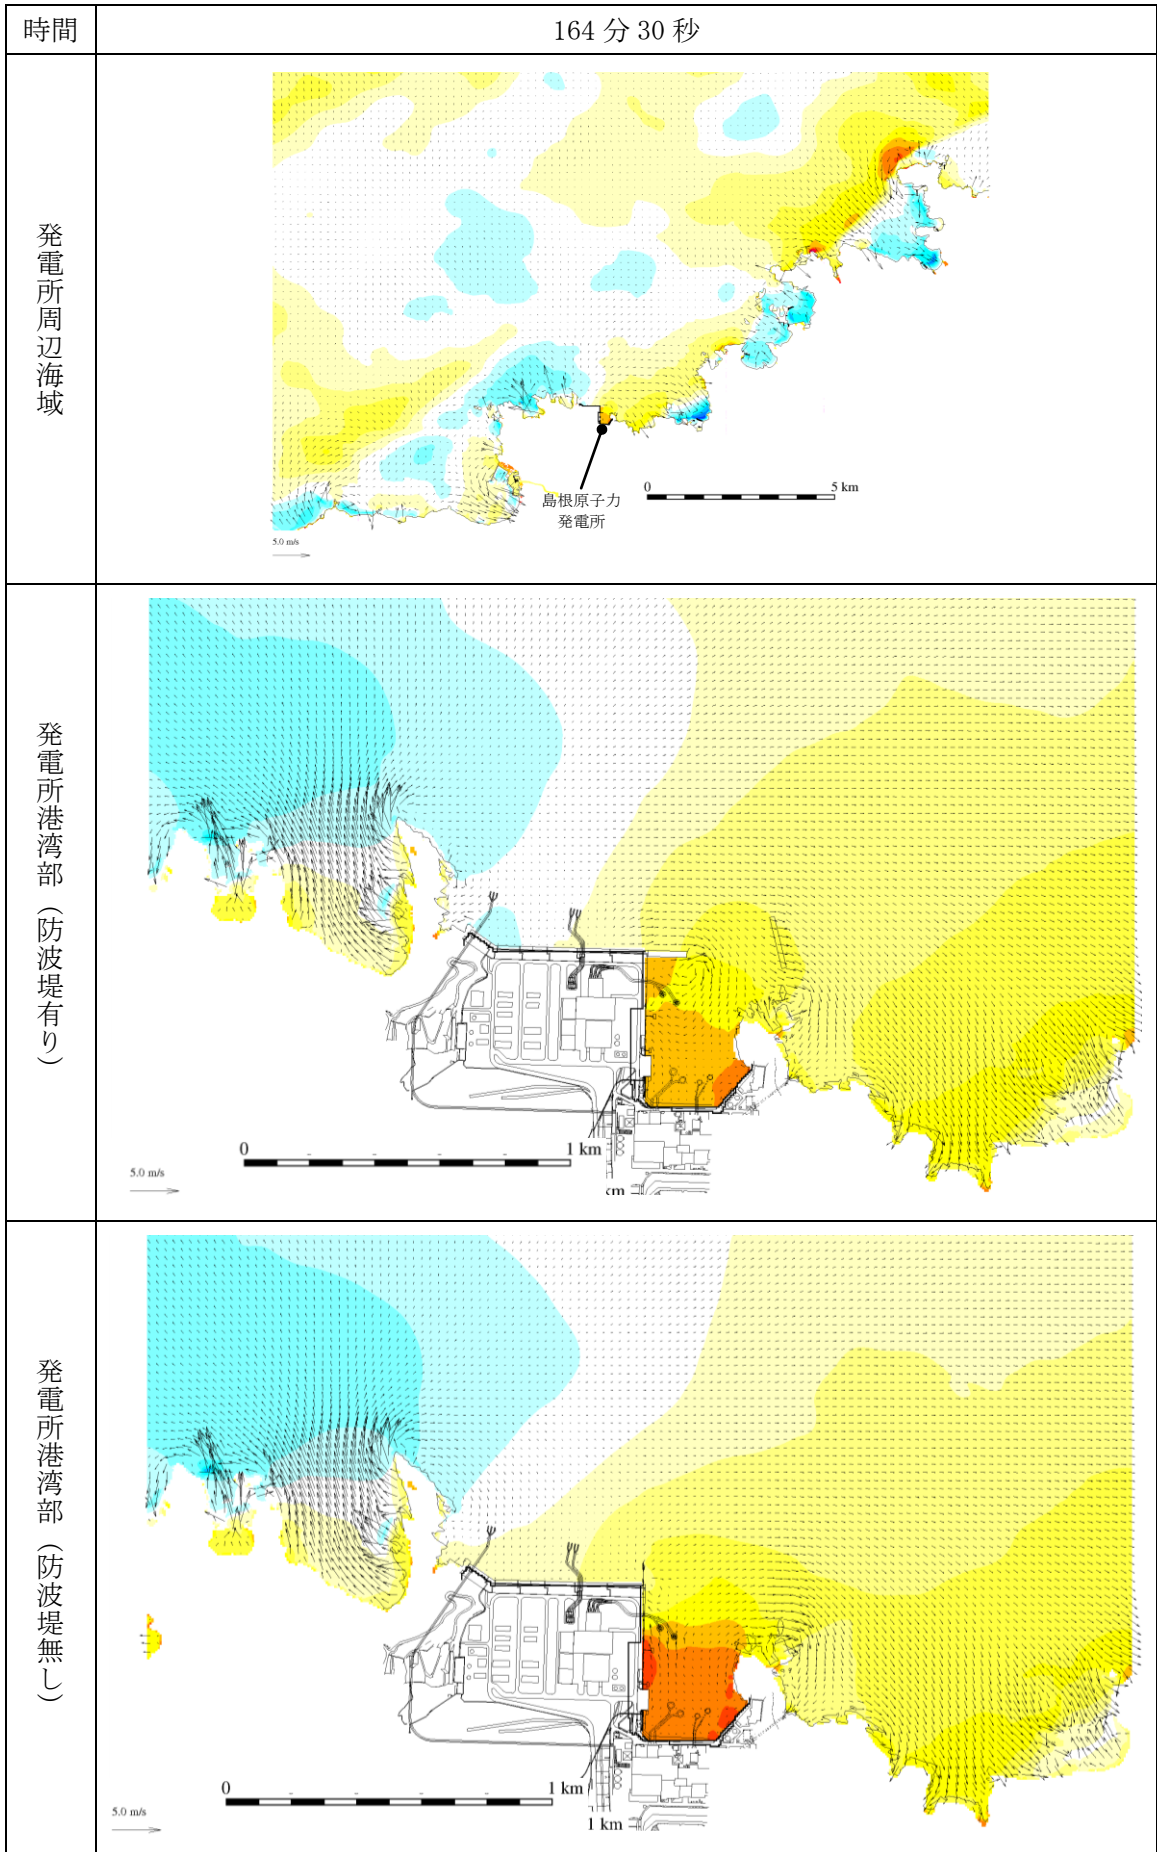 時間
164 分 30 秒
発電所周辺海域
島根原子力
発電所
0
5 km
5.0 m/s
発電所港湾部（防波堤有り）
0
1 km
5.0 m/s
km
発電所港湾部（防波堤無し）
0
1 km
5.0 m/s
1 km